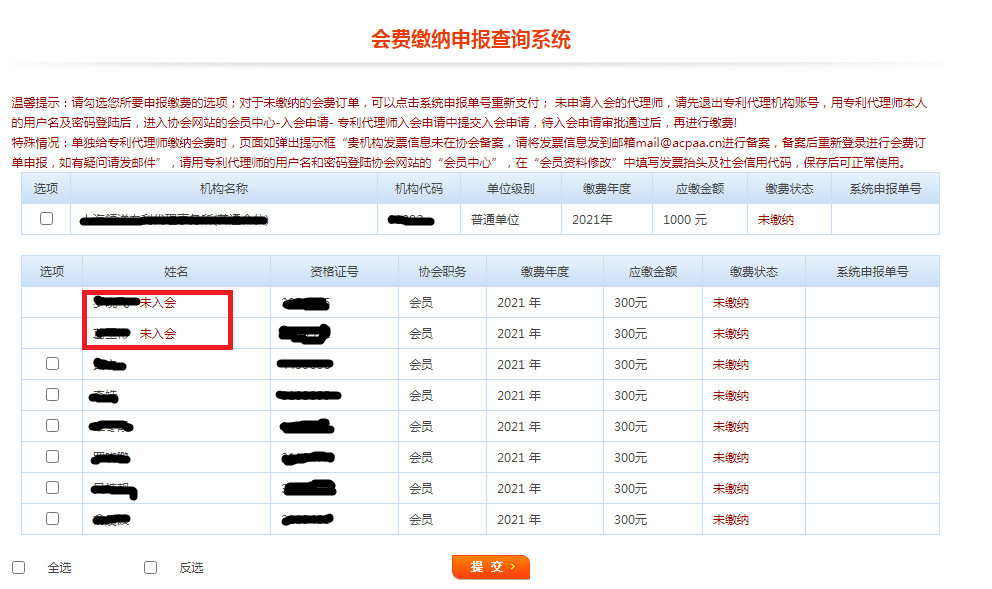 会费缴纳申报查询系统
温馨提示：请勾选您所要申报缴费的选项；对于未缴纳的会费订单，可以点击系统申报单号重新支付； 未申请入会的代理师，请先退出专利代理机构账号，用专利代理师本人
的用户名及密码登陆后，进入协会网站的会员中心-入会申请- 专利代理师入会申请中提交入会申请，待入会申请审批通过后，再进行缴费!
特殊情况：单独给专利代理师缴纳会费时，页面如弹出提示框“贵机构发票信息未在协会备案，请将发票信息发到邮箱mail@acpaa.cn进行备案，备案后重新登录进行会费订
单申报，如有疑问请发邮件”，请用专利代理师的用户名和密码登陆协会网站的“会员中心”，在“会员资料修改”中填写发票抬头及社会信用代码，保存后可正常使用。
选项 机构名称 机构代码 单位级别 缴费年度 应缴金额 缴费状态 系统申报单号
普通单位 2021年 1000 元 未缴纳
选项 姓名 资格证号 协会职务 缴费年度 应缴金额 缴费状态 系统申报单号
未入会 会员 2021 年 300元 未缴纳
未入会 会员 2021 年 300元 未缴纳
会员 2021 年 300元 未缴纳
会员 2021 年 300元 未缴纳
会员 2021 年 300元 未缴纳
会员 2021 年 300元 未缴纳
会员 2021 年 300元 未缴纳
会员 2021 年 300元 未缴纳
全选 反选 提 交 ›